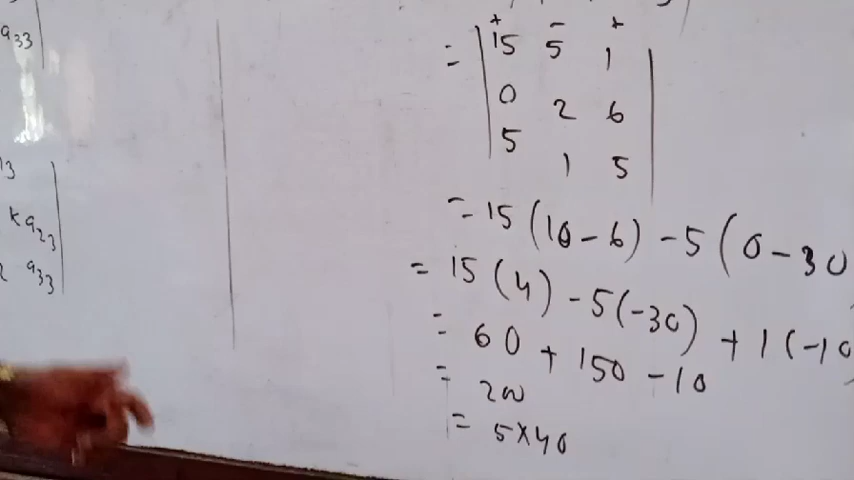 a33
13
ka23
a33
+ - +
= | 15 5 1 |
0 2 6
5 1 5
= 15 (10 - 6) - 5 (0 - 30
= 15 (4) - 5 (-30) + 1 (-10
= 60 + 150 - 10
= 200
= 5 × 40